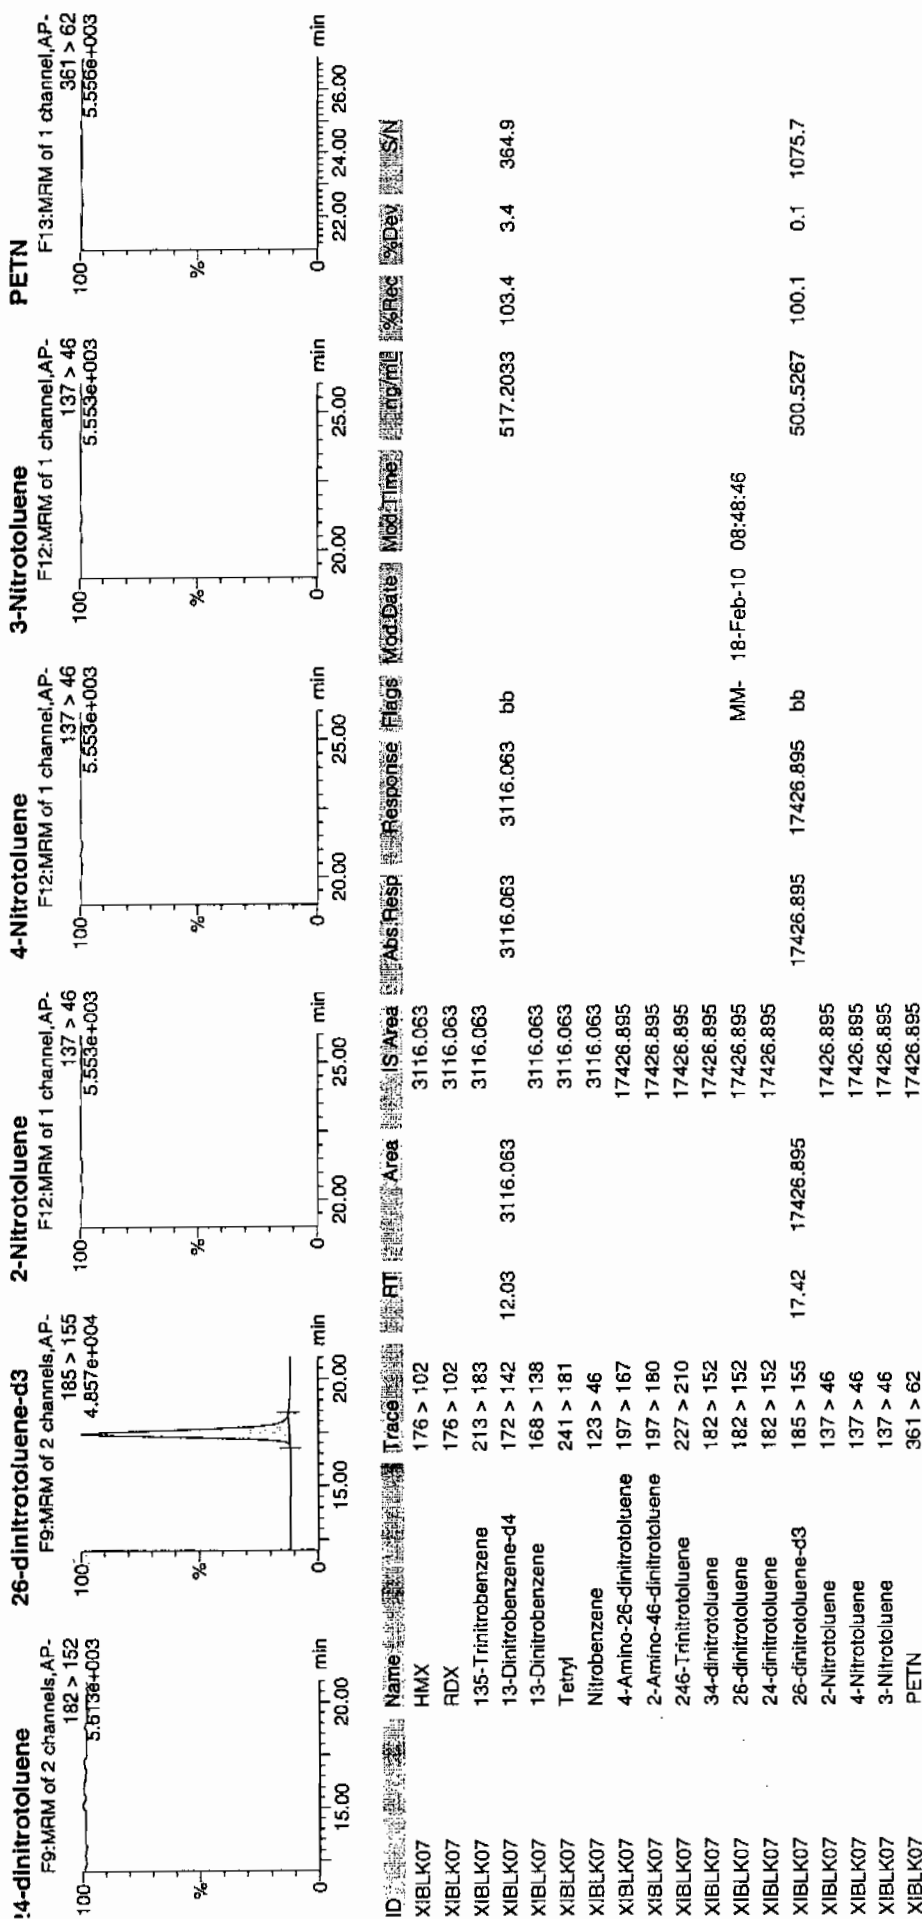 :4-dinitrotoluene
F9:MRM of 2 channels,AP-
182 > 152
5.613e+003
100
%
0
15.00
20.00
min
26-dinitrotoluene-d3
F9:MRM of 2 channels,AP-
185 > 155
4.857e+004
100
%
0
15.00
20.00
min
2-Nitrotoluene
F12:MRM of 1 channel,AP-
137 > 46
5.553e+003
100
%
0
20.00
25.00
min
4-Nitrotoluene
F12:MRM of 1 channel,AP-
137 > 46
5.553e+003
100
%
0
20.00
25.00
min
3-Nitrotoluene
F12:MRM of 1 channel,AP-
137 > 46
5.553e+003
100
%
0
20.00
25.00
min
PETN
F13:MRM of 1 channel,AP-
361 > 62
5.556e+003
100
%
0
22.00
24.00
26.00
min
ID Name Trace RT Area IS Area Abs.Resp Response Flags Mod.Date Mod.Time ng/mL %Rec %Dev S/N
XIBLK07 HMX 176 > 102 3116.063
XIBLK07 RDX 176 > 102 3116.063
XIBLK07 135-Trinitrobenzene 213 > 183 3116.063
XIBLK07 13-Dinitrobenzene-d4 172 > 142 12.03 3116.063 3116.063 3116.063 bb 517.2033 103.4 3.4 364.9
XIBLK07 13-Dinitrobenzene 168 > 138 3116.063
XIBLK07 Tetryl 241 > 181 3116.063
XIBLK07 Nitrobenzene 123 > 46 3116.063
XIBLK07 4-Amino-26-dinitrotoluene 197 > 167 17426.895
XIBLK07 2-Amino-46-dinitrotoluene 197 > 180 17426.895
XIBLK07 246-Trinitrotoluene 227 > 210 17426.895
XIBLK07 34-dinitrotoluene 182 > 152 17426.895
XIBLK07 26-dinitrotoluene 182 > 152 17426.895 MM- 18-Feb-10 08:48:46
XIBLK07 24-dinitrotoluene 182 > 152 17426.895
XIBLK07 26-dinitrotoluene-d3 185 > 155 17.42 17426.895 17426.895 17426.895 bb 500.5267 100.1 0.1 1075.7
XIBLK07 2-Nitrotoluene 137 > 46 17426.895
XIBLK07 4-Nitrotoluene 137 > 46 17426.895
XIBLK07 3-Nitrotoluene 137 > 46 17426.895
XIBLK07 PETN 361 > 62 17426.895